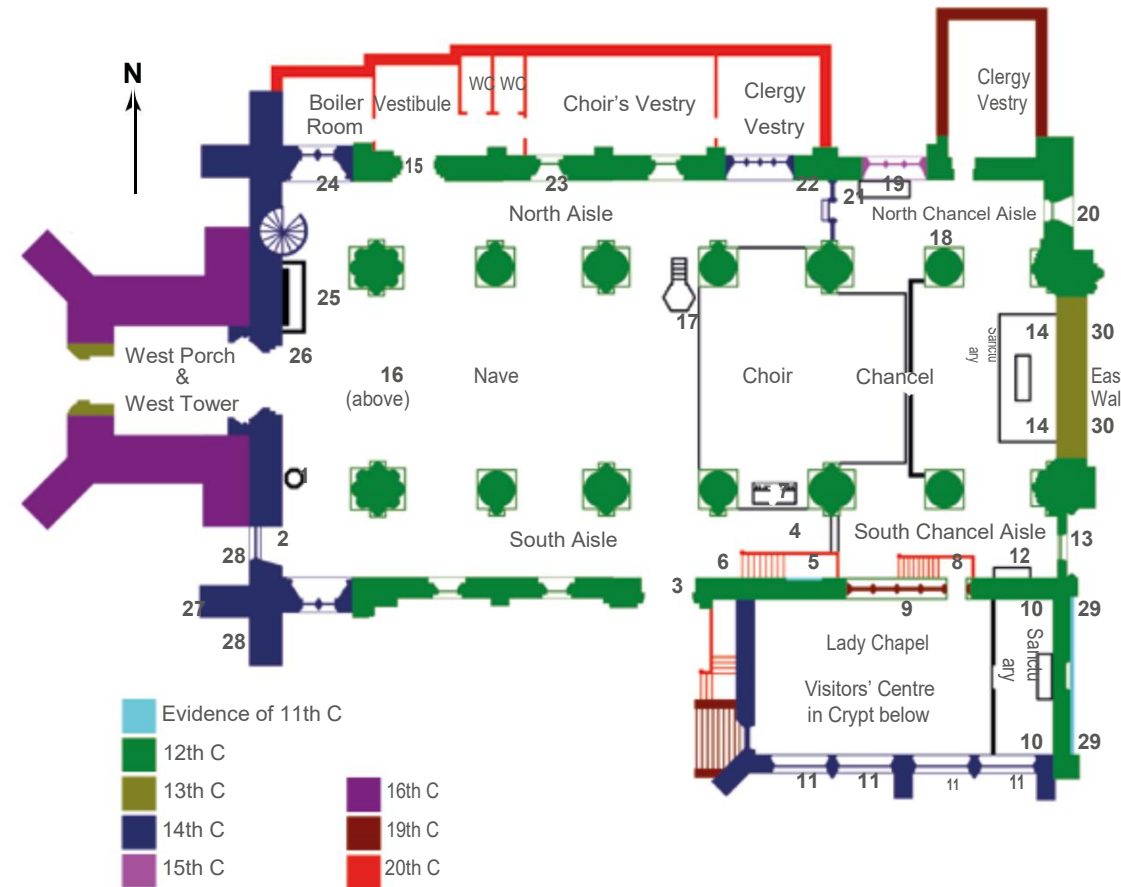 N
WC WC
Clergy
Vestry
Boiler
Room
Vestibule
Choir's Vestry
Clergy
Vestry
15
24
23
22
21
19
North Aisle
North Chancel Aisle
20
18
25
17
26
West Porch
&
West Tower
16
(above)
Nave
Choir
Chancel
Sanctu
ary
14
30
Eas
Wal
14
30
1
7
2
4
South Aisle
South Chancel Aisle
13
28
6
5
8
12
3
27
9
10
29
28
Lady Chapel
Sanctu
ary
Visitors' Centre
in Crypt below
10
29
11
11
11
11
Evidence of 11th C
12th C
13th C
14th C
15th C
16th C
19th C
20th C